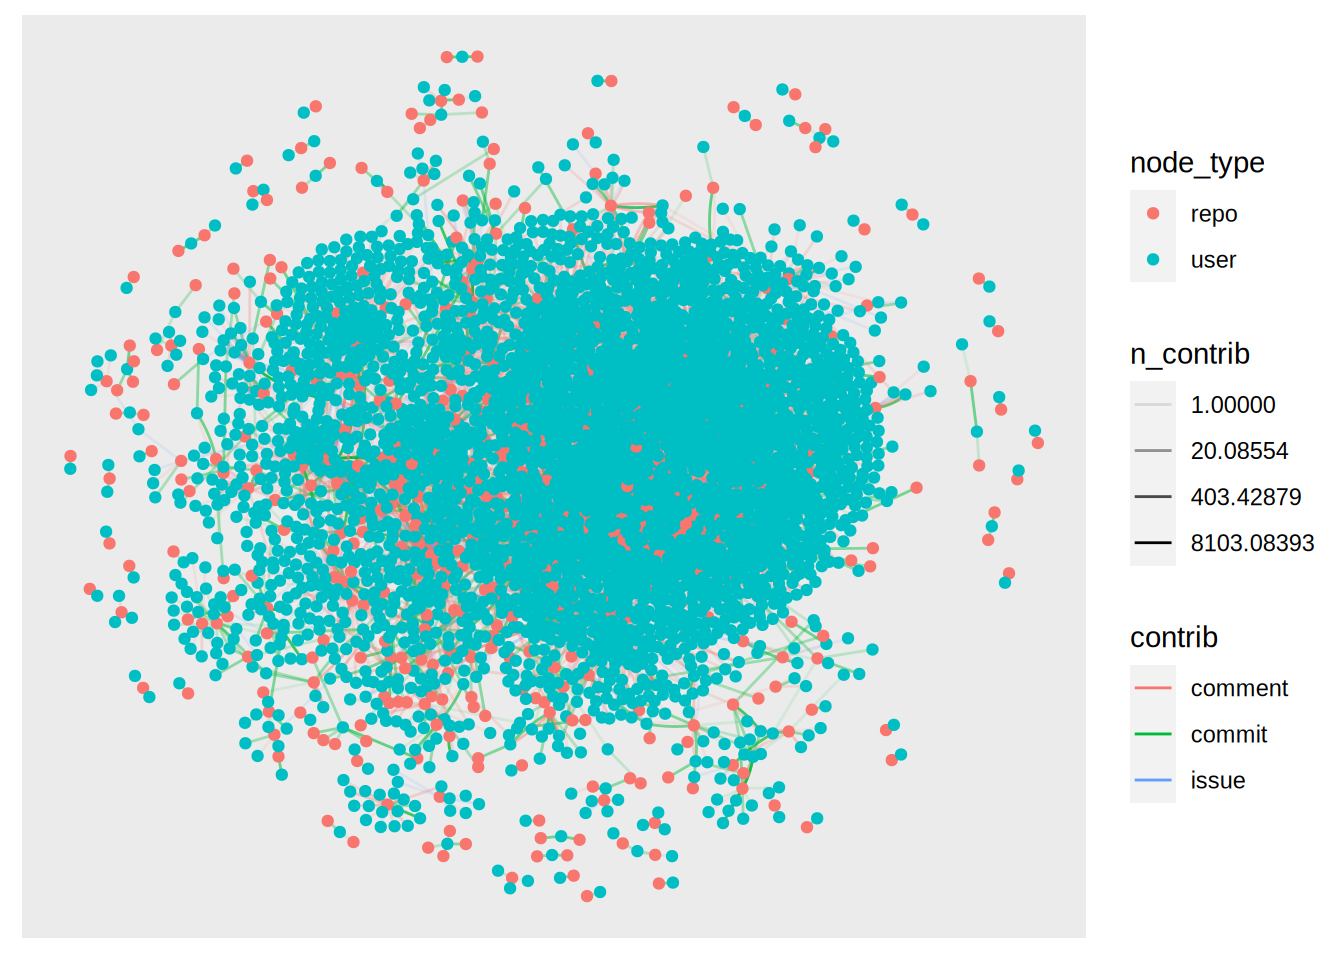 node_type
repo
user
n_contrib
1.00000
20.08554
403.42879
8103.08393
contrib
comment
commit
issue